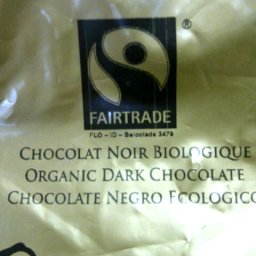 ®
FAIRTRADE
FLO - ID - Belcolade 3479
CHOCOLAT NOIR BIOLOGIQUE
ORGANIC DARK CHOCOLATE
CHOCOLATE NEGRO ECOLOGICO